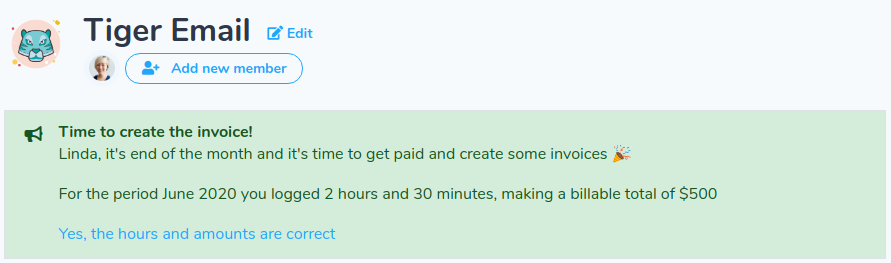 Tiger Email
Edit
Add new member
Time to create the invoice!
Linda, it's end of the month and it's time to get paid and create some invoices 🎉
For the period June 2020 you logged 2 hours and 30 minutes, making a billable total of $500
Yes, the hours and amounts are correct